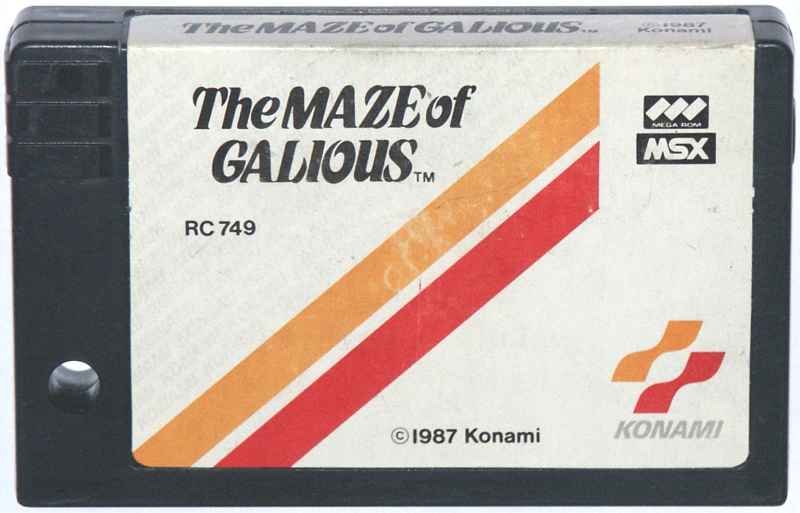 The MAZE of GALIOUS™
©1987
Konami
The MAZE of
GALIOUS™
RC 749
MEGA ROM
MSX
©1987 Konami
KONAMI